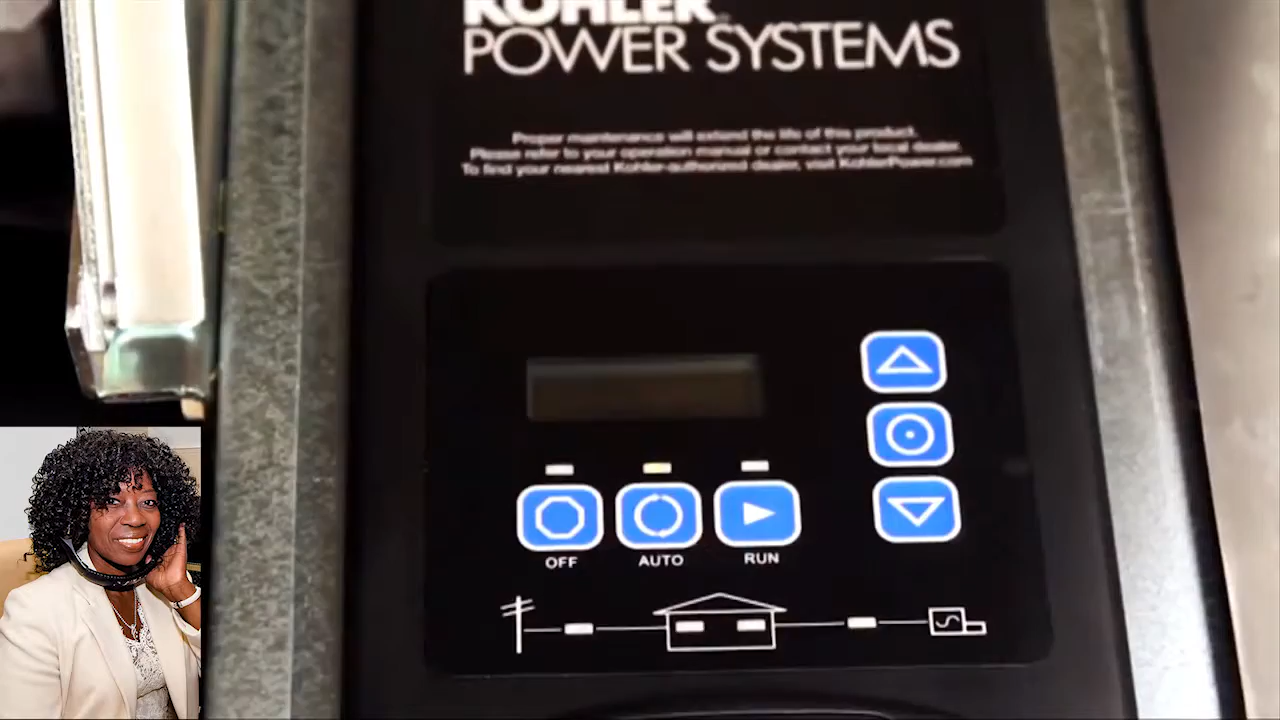 KOHLER
POWER SYSTEMS
Proper maintenance will extend the life of this product.
Please refer to your operation manual or contact your local dealer.
To find your nearest Kohler-authorized dealer, visit KohlerPower.com
OFF AUTO RUN